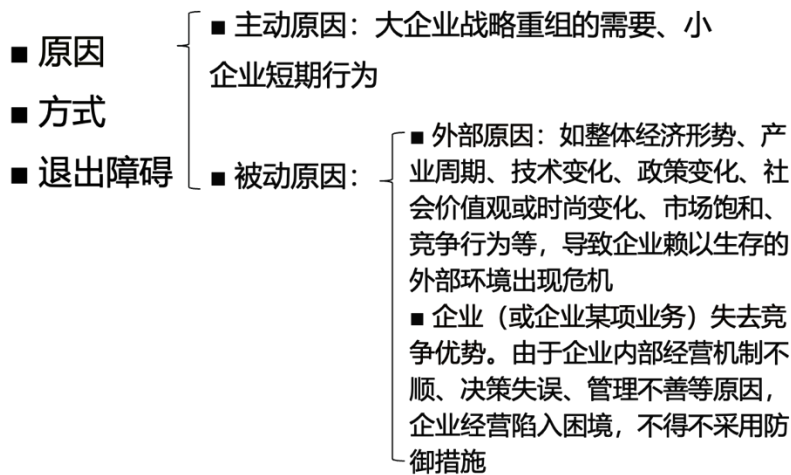 ■ 原因
■ 方式
■ 退出障碍
■ 主动原因：大企业战略重组的需要、小
企业短期行为
■ 被动原因：
■ 外部原因：如整体经济形势、产
业周期、技术变化、政策变化、社
会价值观或时尚变化、市场饱和、
竞争行为等，导致企业赖以生存的
外部环境出现危机
■ 企业（或企业某项业务）失去竞
争优势。由于企业内部经营机制不
顺、决策失误、管理不善等原因，
企业经营陷入困境，不得不采用防
御措施